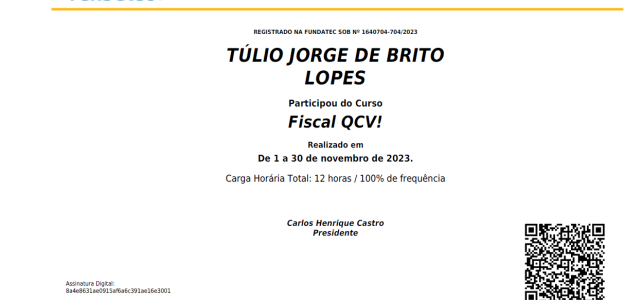 REGISTRADO NA FUNDATEC SOB Nº 1640704-704/2023
TÚLIO JORGE DE BRITO
LOPES
Participou do Curso
Fiscal QCV!
Realizado em
De 1 a 30 de novembro de 2023.
Carga Horária Total: 12 horas / 100% de frequência
Carlos Henrique Castro
Presidente
Assinatura Digital:
8a4e8631ae0915af6a6c391ae16e3001